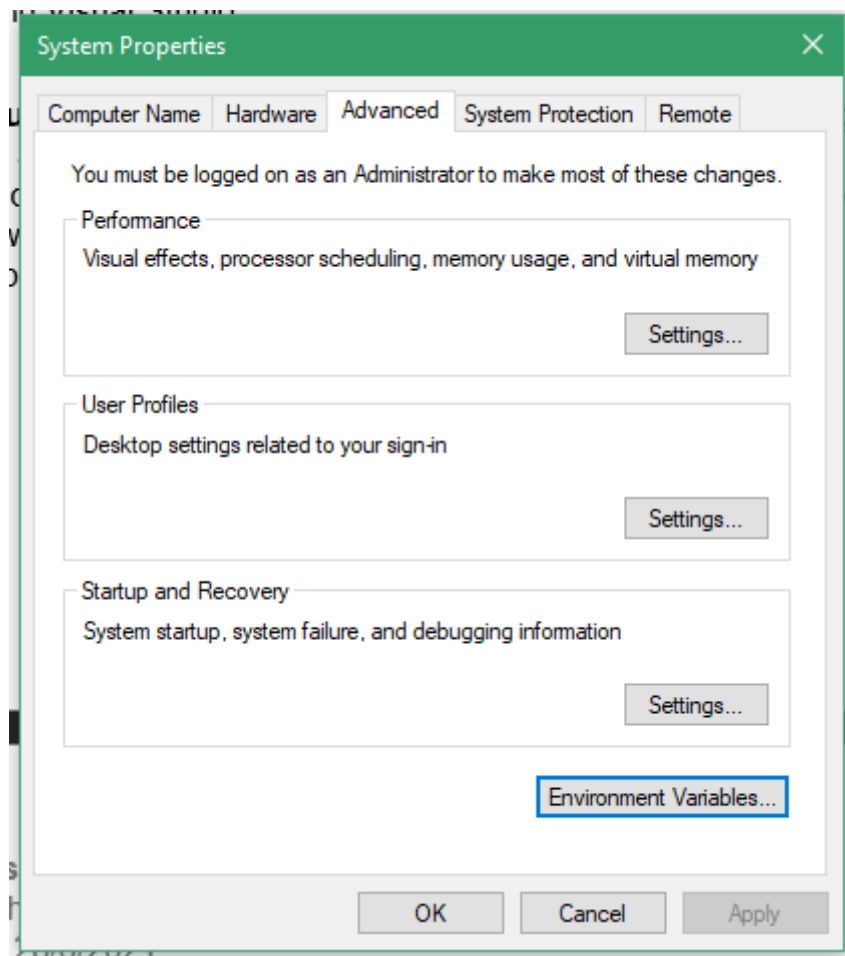 System Properties
Computer Name Hardware Advanced System Protection Remote
You must be logged on as an Administrator to make most of these changes.
Performance
Visual effects, processor scheduling, memory usage, and virtual memory
Settings...
User Profiles
Desktop settings related to your sign-in
Settings...
Startup and Recovery
System startup, system failure, and debugging information
Settings...
Environment Variables...
OK Cancel Apply